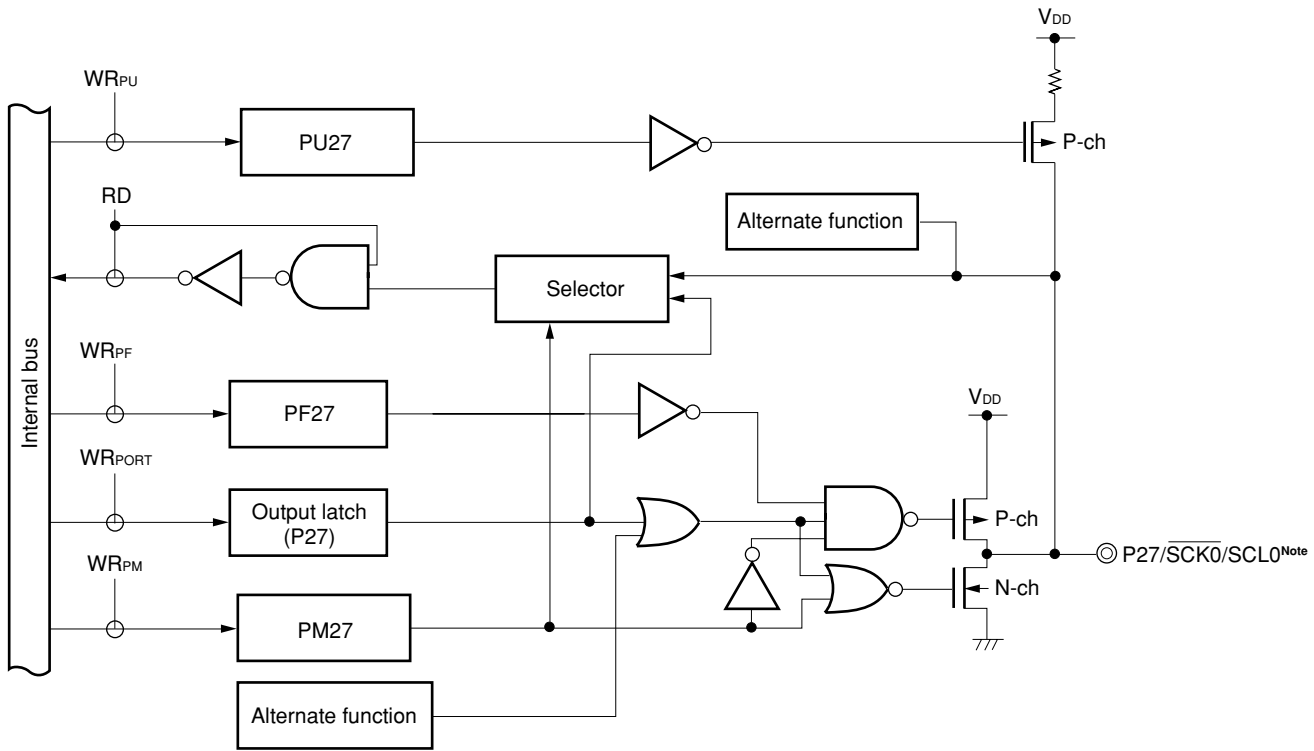 VDD
WRPU
PU27
P-ch
RD
Alternate function
Selector
Internal bus
WRPF
PF27
VDD
WRPORT
Output latch
(P27)
P-ch
P27/SCK0/SCL0Note
WRPM
N-ch
PM27
Alternate function